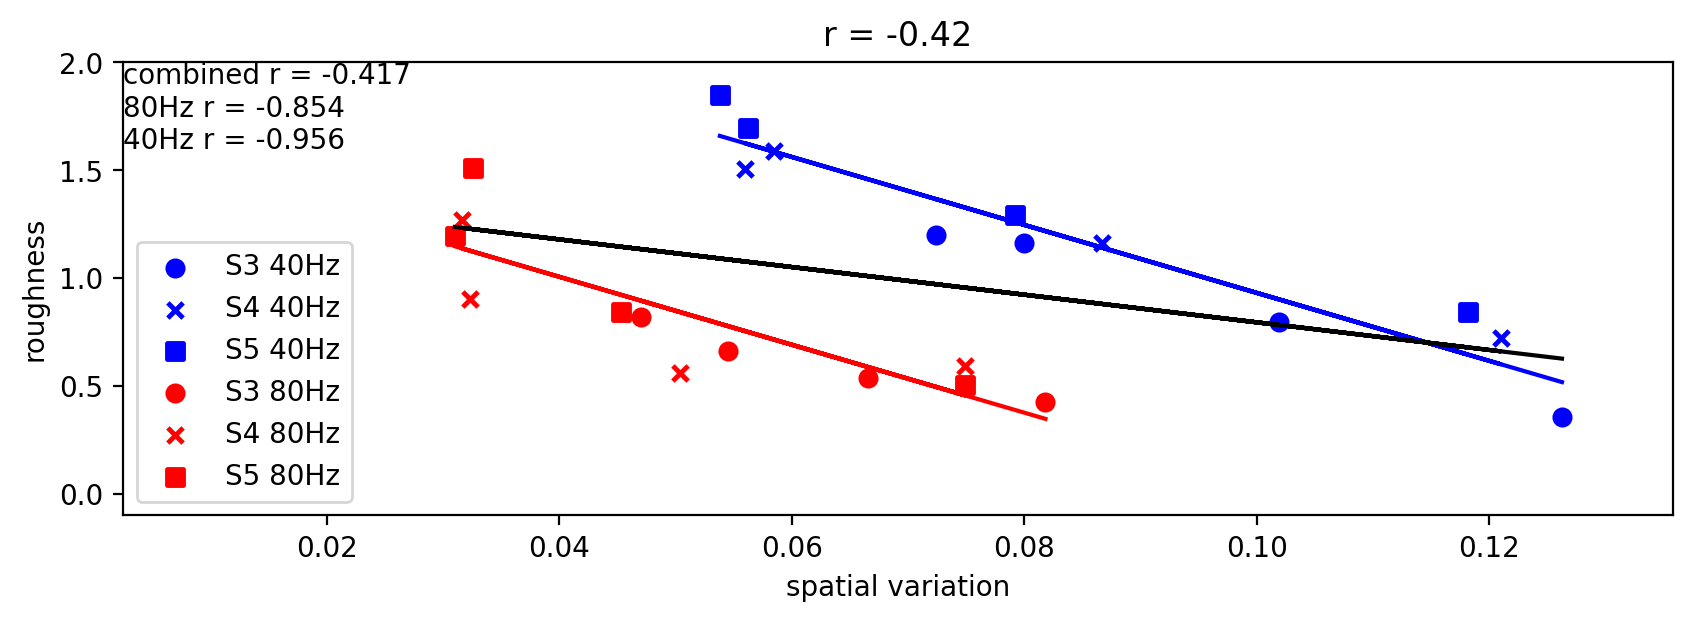 r = -0.42
combined r = -0.417
80Hz r = -0.854
40Hz r = -0.956
2.0
1.5
1.0
0.5
0.0
roughness
S3 40Hz
S4 40Hz
S5 40Hz
S3 80Hz
S4 80Hz
S5 80Hz
0.02 0.04 0.06 0.08 0.10 0.12
spatial variation